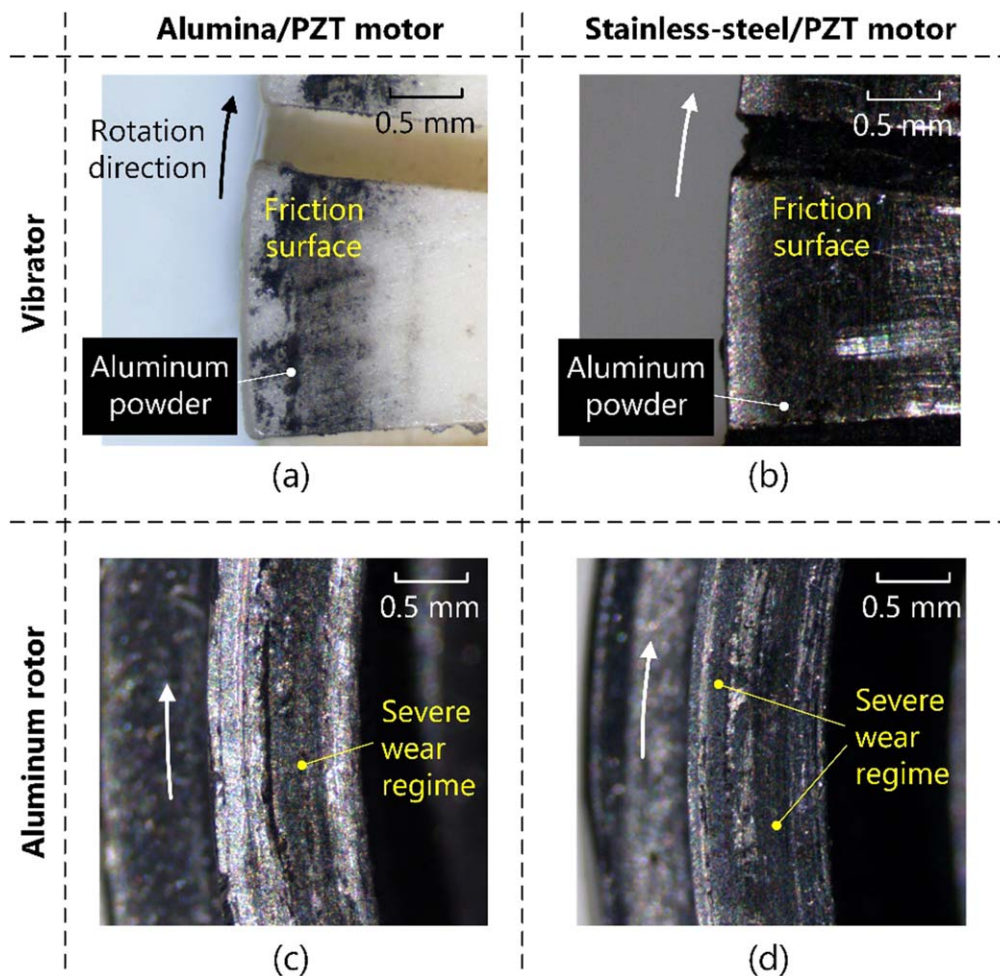 Alumina/PZT motor
Stainless-steel/PZT motor
Vibrator
Rotation
direction
0.5 mm
Friction
surface
Aluminum
powder
(a)
0.5 mm
Friction
surface
Aluminum
powder
(b)
Aluminum rotor
0.5 mm
Severe
wear
regime
(c)
0.5 mm
Severe
wear
regime
(d)